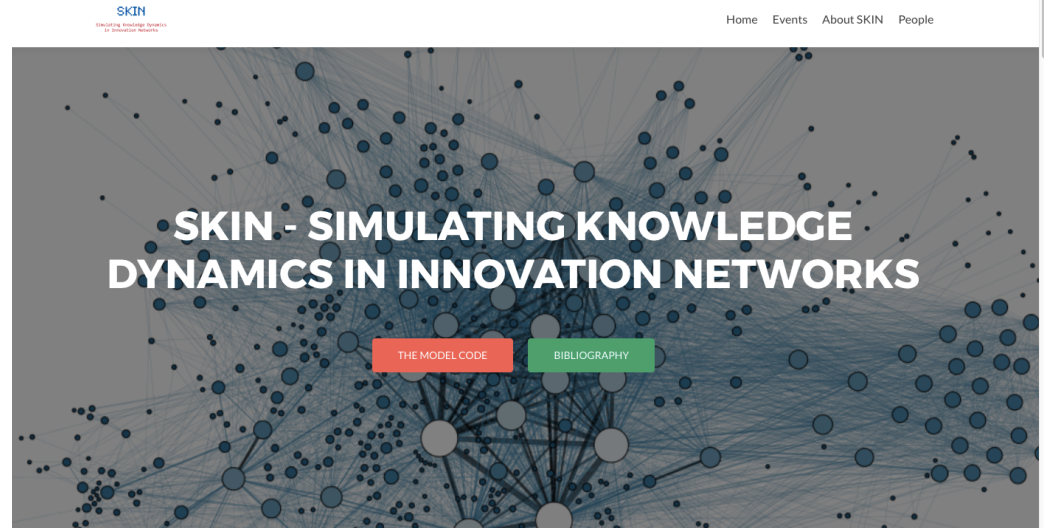 SKIN
Simulating Knowledge Dynamics
in Innovation Networks
Home Events About SKIN People
SKIN - SIMULATING KNOWLEDGE
DYNAMICS IN INNOVATION NETWORKS
THE MODEL CODE BIBLIOGRAPHY